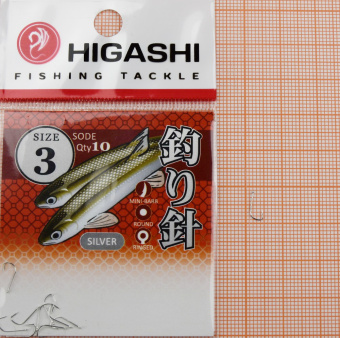 HIGASHI
FISHING TACKLE
SIZE
3
SODE
Qty 10
釣り針
MINI-BARB
ROUND
RINGED
SILVER